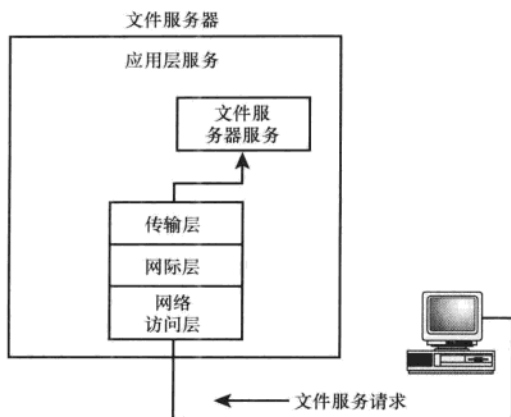 文件服务器
应用层服务
文件服
务器服务
传输层
网际层
网络
访问层
文件服务请求